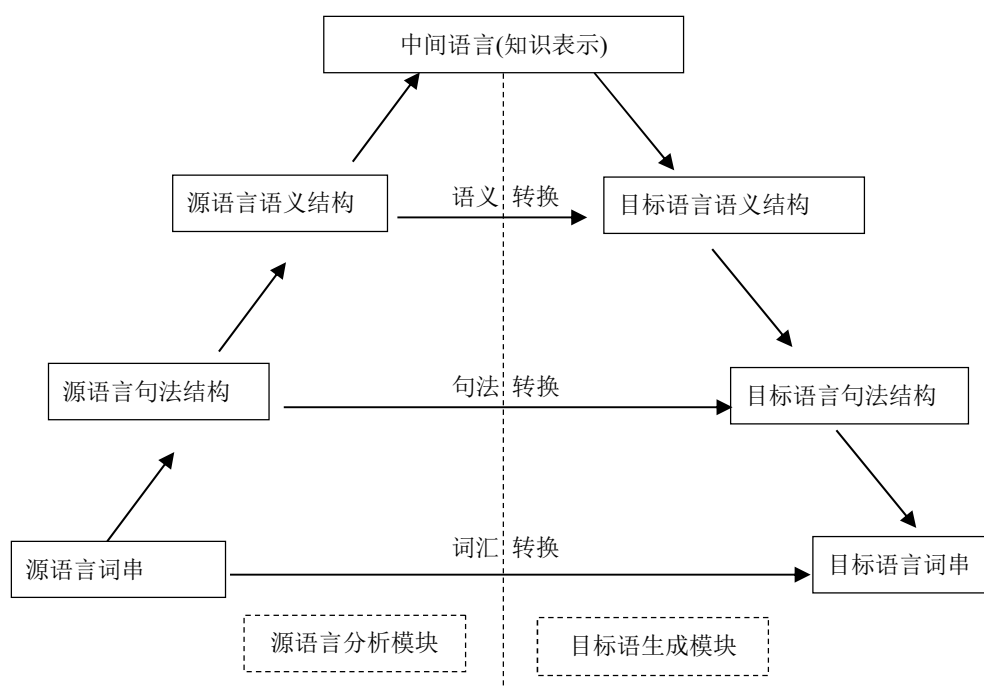 中间语言(知识表示)
源语言语义结构
语义 转换
目标语言语义结构
源语言句法结构
句法 转换
目标语言句法结构
源语言词串
词汇 转换
目标语言词串
源语言分析模块
目标语生成模块